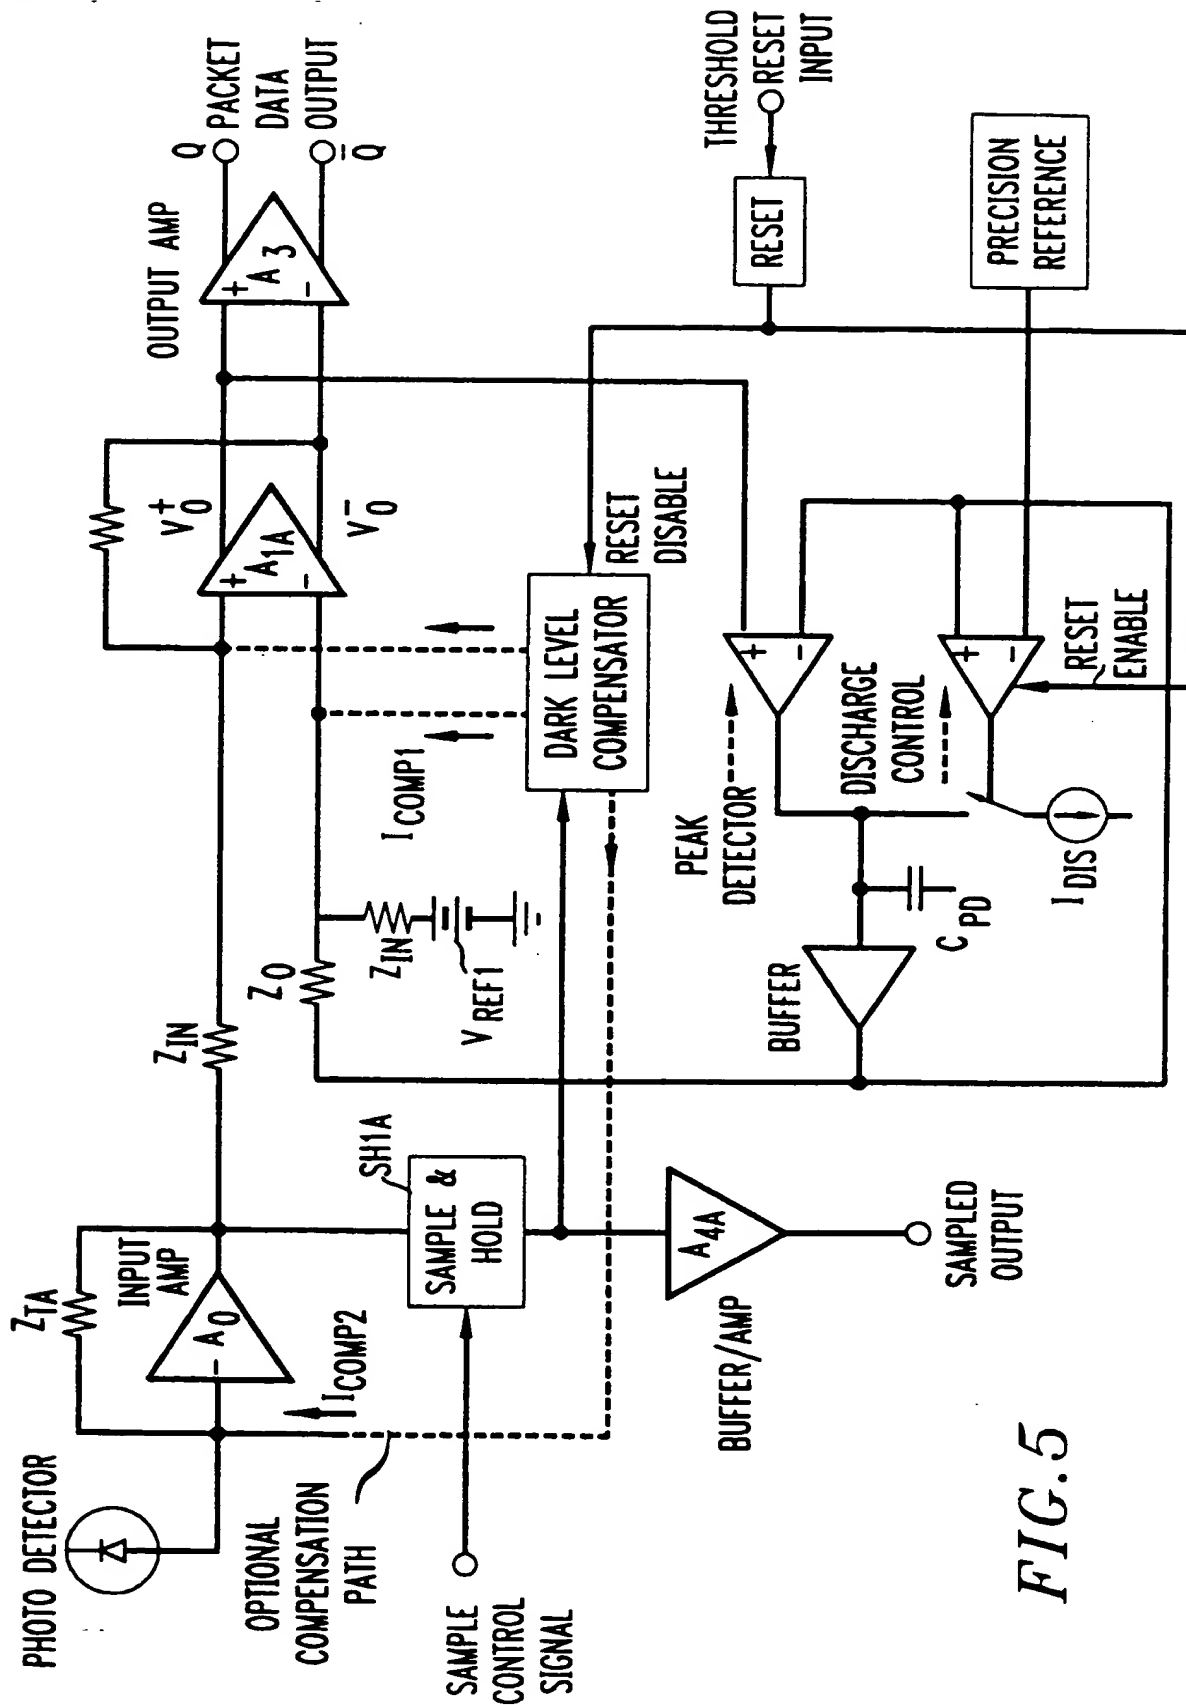 PHOTO DETECTOR
Z_TA
INPUT
AMP
-
A_0
I_COMP2
OPTIONAL
COMPENSATION
PATH
SAMPLE
CONTROL
SIGNAL
SH1A
SAMPLE &
HOLD
BUFFER/AMP
A_4A
SAMPLED
OUTPUT
Z_IN
Z_O
Z_IN
V_REF1
I_COMP1
DARK LEVEL
COMPENSATOR
RESET
DISABLE
+
A_1A
-
V_O^+
V_O^-
OUTPUT AMP
+
A_3
-
Q
PACKET
DATA
OUTPUT
Q̅
THRESHOLD
RESET
INPUT
RESET
PRECISION
REFERENCE
PEAK
DETECTOR
+
-
DISCHARGE
CONTROL
+
-
RESET
ENABLE
BUFFER
C_PD
I_DIS
FIG. 5